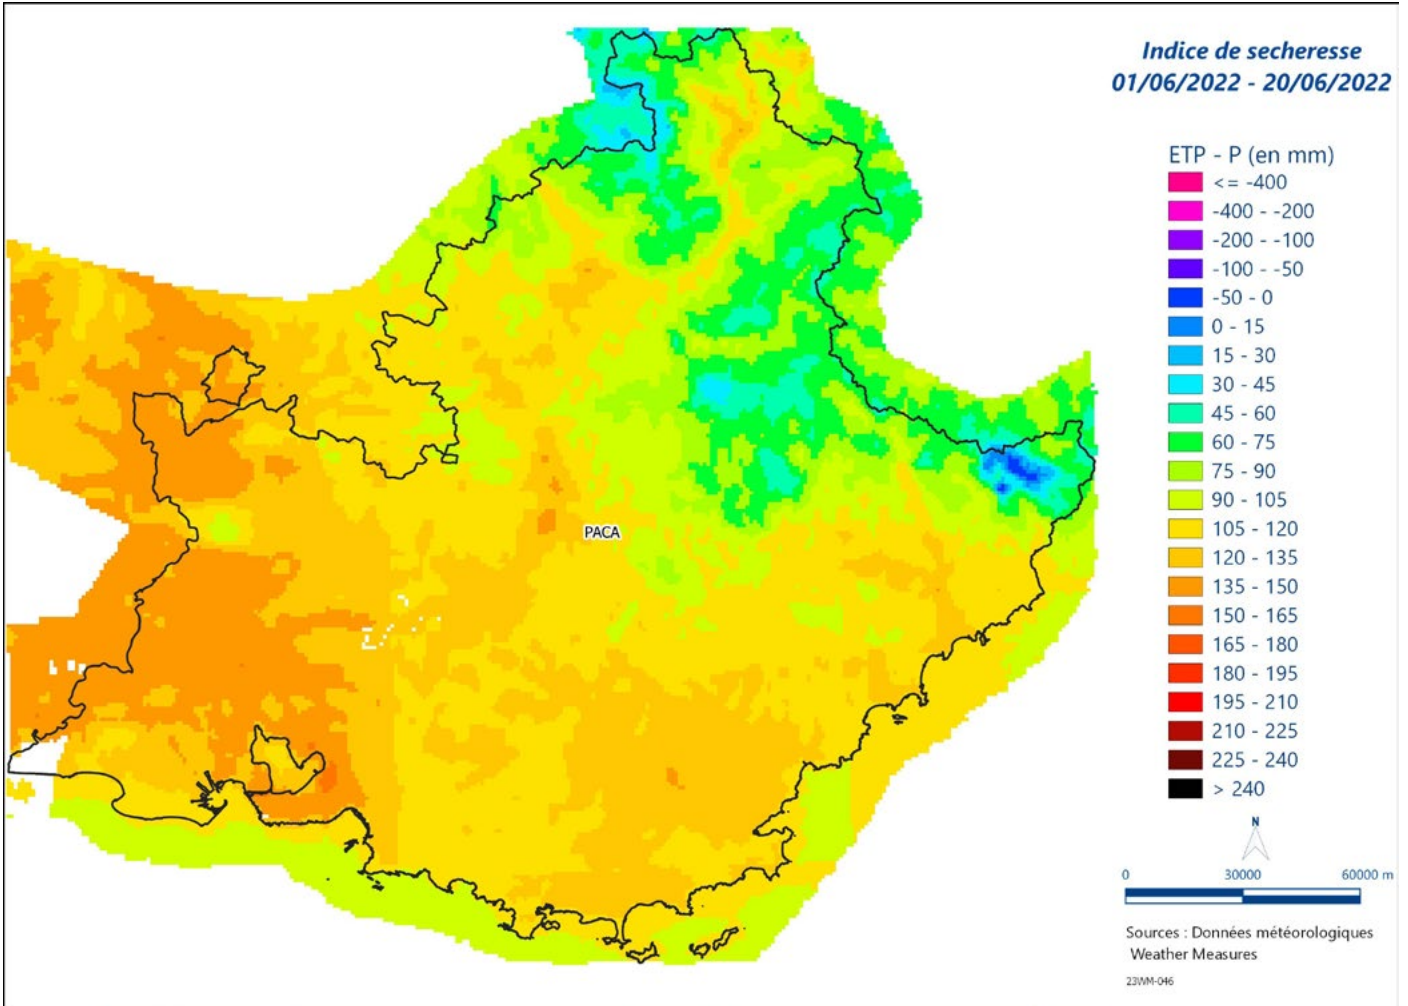 Indice de secheresse
01/06/2022 - 20/06/2022
ETP - P (en mm)
<= -400
-400 - -200
-200 - -100
-100 - -50
-50 - 0
0 - 15
15 - 30
30 - 45
45 - 60
60 - 75
75 - 90
90 - 105
105 - 120
120 - 135
135 - 150
150 - 165
165 - 180
180 - 195
195 - 210
210 - 225
225 - 240
> 240
PACA
N
0 30000 60000 m
Sources : Données météorologiques
Weather Measures
23WM-046